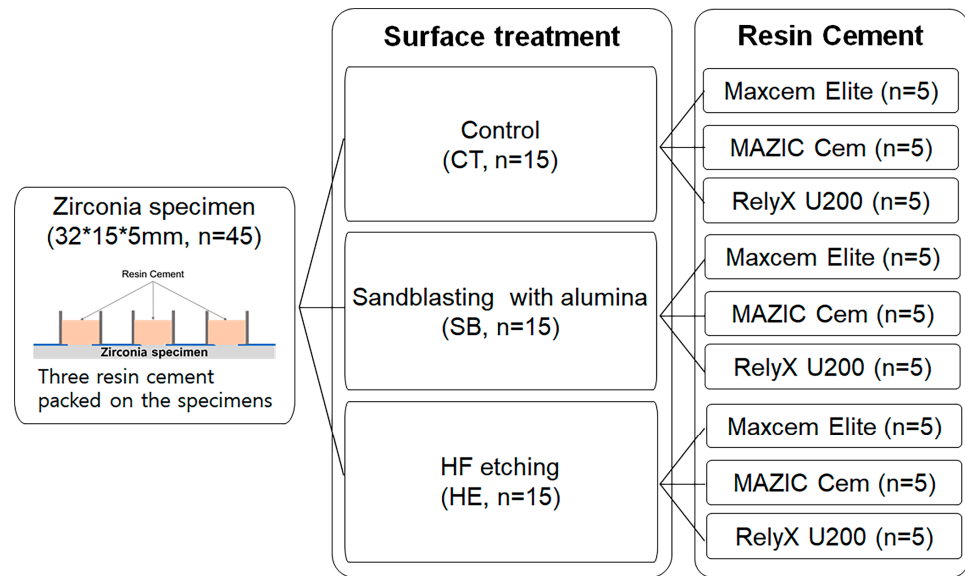 Zirconia specimen
(32*15*5mm, n=45)
Resin Cement
Zirconia specimen
Three resin cement
packed on the specimens
Surface treatment
Control
(CT, n=15)
Sandblasting with alumina
(SB, n=15)
HF etching
(HE, n=15)
Resin Cement
Maxcem Elite (n=5)
MAZIC Cem (n=5)
RelyX U200 (n=5)
Maxcem Elite (n=5)
MAZIC Cem (n=5)
RelyX U200 (n=5)
Maxcem Elite (n=5)
MAZIC Cem (n=5)
RelyX U200 (n=5)